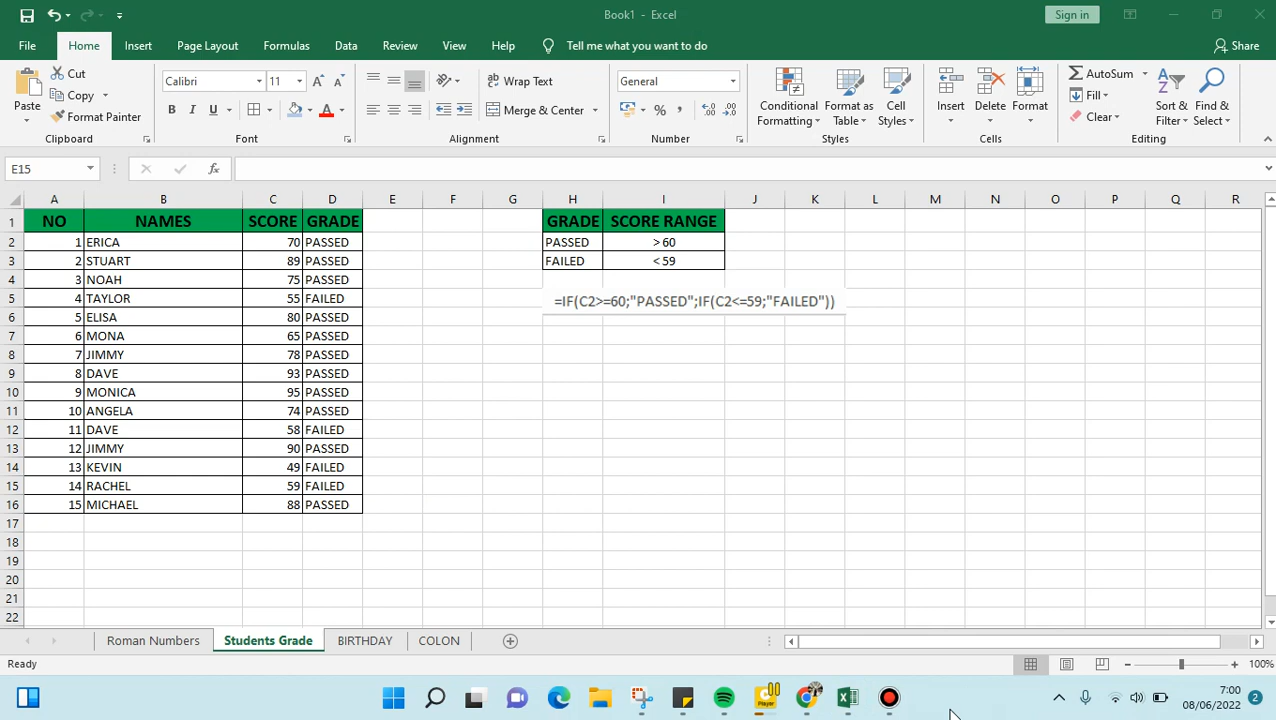 Book1 - Excel
Sign in
File Home Insert Page Layout Formulas Data Review View Help Tell me what you want to do Share
Paste Cut Copy Format Painter Clipboard
Calibri 11 B I U Font
Wrap Text Merge & Center Alignment
General % Number
Conditional Formatting Format as Table Cell Styles Styles
Insert Delete Format Cells
AutoSum Fill Clear Sort & Filter Find & Select Editing
E15 fx
A B C D E F G H I J K L M N O P Q R
1 NO NAMES SCORE GRADE GRADE SCORE RANGE
2 1 ERICA 70 PASSED PASSED > 60
3 2 STUART 89 PASSED FAILED < 59
4 3 NOAH 75 PASSED
5 4 TAYLOR 55 FAILED =IF(C2>=60;"PASSED";IF(C2<=59;"FAILED"))
6 5 ELISA 80 PASSED
7 6 MONA 65 PASSED
8 7 JIMMY 78 PASSED
9 8 DAVE 93 PASSED
10 9 MONICA 95 PASSED
11 10 ANGELA 74 PASSED
12 11 DAVE 58 FAILED
13 12 JIMMY 90 PASSED
14 13 KEVIN 49 FAILED
15 14 RACHEL 59 FAILED
16 15 MICHAEL 88 PASSED
17
18
19
20
21
22
Roman Numbers Students Grade BIRTHDAY COLON
Ready 100%
Player
7:00
08/06/2022 2